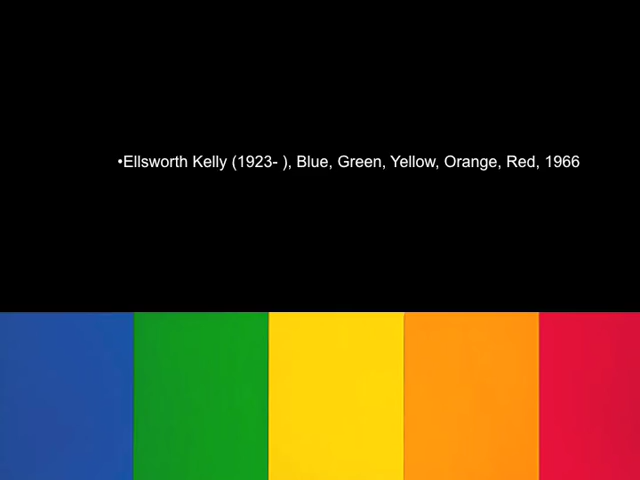 •Ellsworth Kelly (1923- ), Blue, Green, Yellow, Orange, Red, 1966